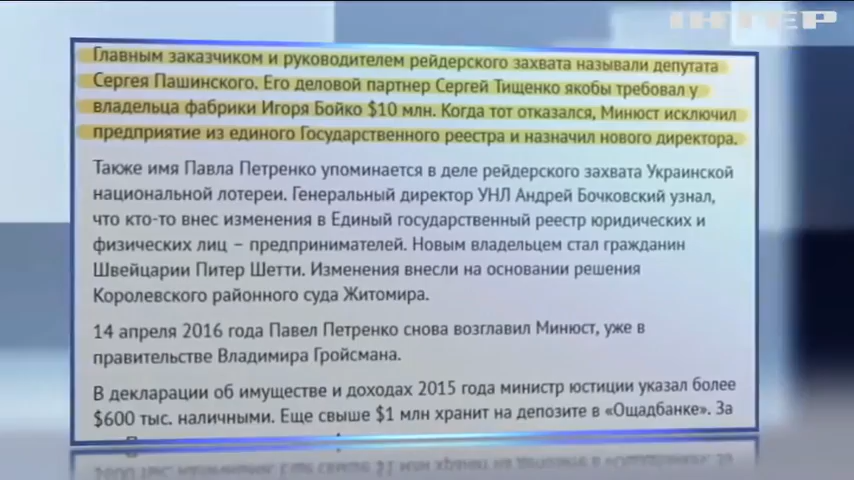 ІНТЕР
Главным заказчиком и руководителем рейдерского захвата называли депутата
Сергея Пашинского. Его деловой партнер Сергей Тищенко якобы требовал у
владельца фабрики Игоря Бойко $10 млн. Когда тот отказался, Минюст исключил
предприятие из единого Государственного реестра и назначил нового директора.
Также имя Павла Петренко упоминается в деле рейдерского захвата Украинской
национальной лотереи. Генеральный директор УНЛ Андрей Бочковский узнал,
что кто-то внес изменения в Единый государственный реестр юридических и
физических лиц – предпринимателей. Новым владельцем стал гражданин
Швейцарии Питер Шетти. Изменения внесли на основании решения
Королевского районного суда Житомира.
14 апреля 2016 года Павел Петренко снова возглавил Минюст, уже в
правительстве Владимира Гройсмана.
В декларации об имуществе и доходах 2015 года министр юстиции указал более
$600 тыс. наличными. Еще свыше $1 млн хранит на депозите в «Ощадбанке». За